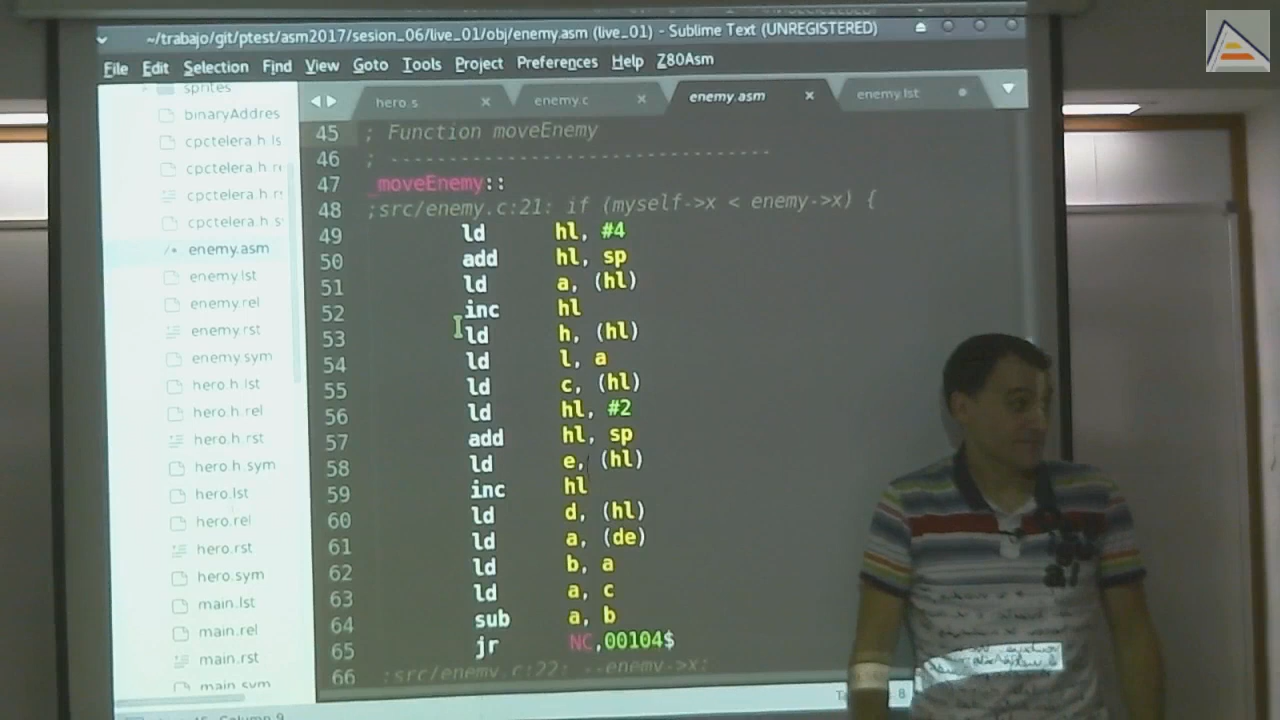 ~/trabajo/git/ptest/asm2017/sesion_06/live_01/obj/enemy.asm (live_01) - Sublime Text (UNREGISTERED)
File Edit Selection Find View Goto Tools Project Preferences Help Z80Asm
hero.s enemy.c enemy.asm enemy.lst
sprites
binaryAddres
cpctelera.h.ls
cpctelera.h.re
cpctelera.h.rs
cpctelera.h.s
enemy.asm
enemy.lst
enemy.rel
enemy.rst
enemy.sym
hero.h.lst
hero.h.rel
hero.h.rst
hero.h.sym
hero.lst
hero.rel
hero.rst
hero.sym
main.lst
main.rel
main.rst
main.sym
45 ; Function moveEnemy
46 ; ---------------------------------
47 _moveEnemy::
48 ;src/enemy.c:21: if (myself->x < enemy->x) {
49 ld hl, #4
50 add hl, sp
51 ld a, (hl)
52 inc hl
53 ld h, (hl)
54 ld l, a
55 ld c, (hl)
56 ld hl, #2
57 add hl, sp
58 ld e, (hl)
59 inc hl
60 ld d, (hl)
61 ld a, (de)
62 ld b, a
63 ld a, c
64 sub a, b
65 jr NC,00104$
66 ;src/enemy.c:22: --enemy->x;